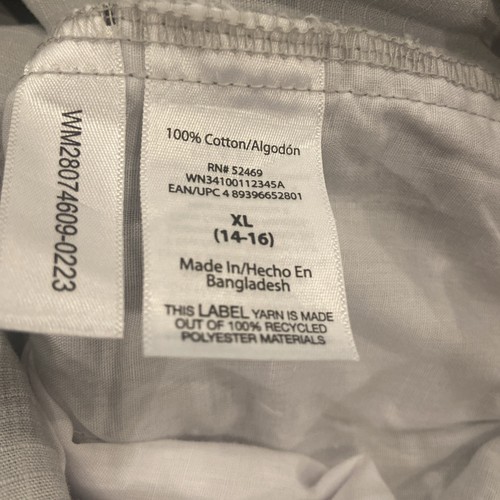 WM28074609-0223
100% Cotton/Algodón
RN# 52469
WN34100112345A
EAN/UPC 4 89396652801
XL
(14-16)
Made In/Hecho En
Bangladesh
THIS LABEL YARN IS MADE
OUT OF 100% RECYCLED
POLYESTER MATERIALS